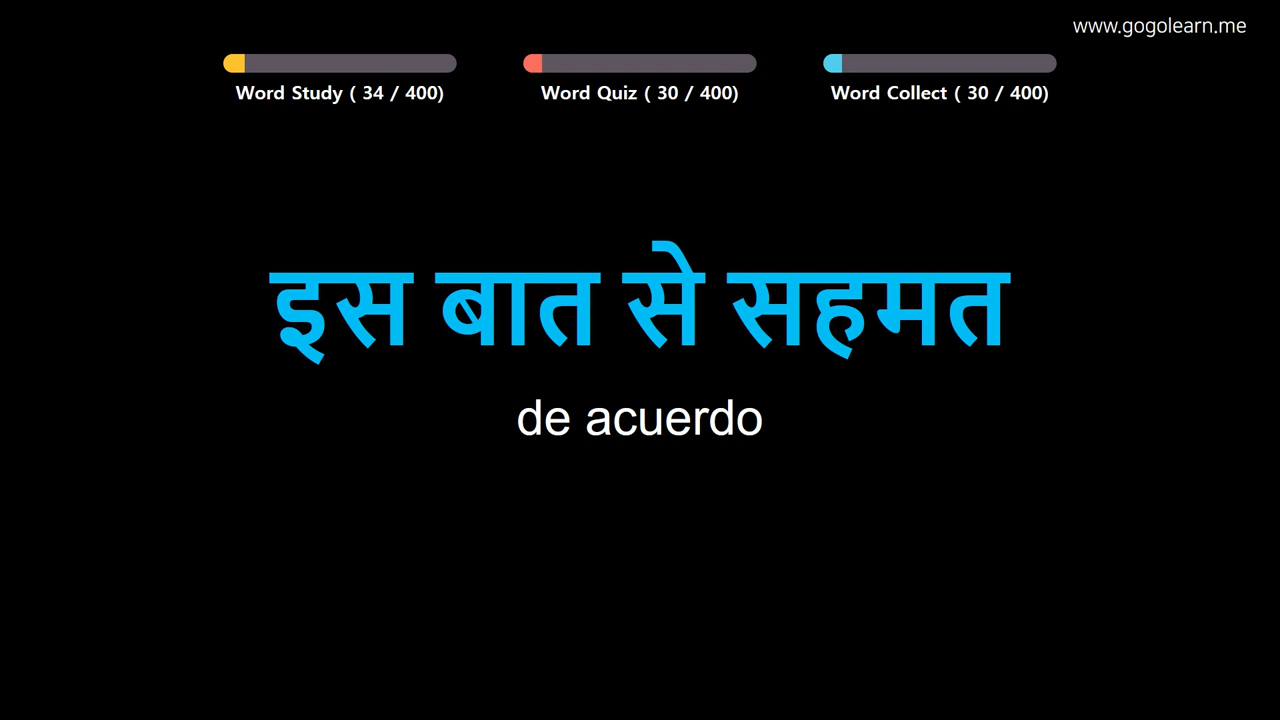 www.gogolearn.me
Word Study ( 34 / 400)
Word Quiz ( 30 / 400)
Word Collect ( 30 / 400)
इस बात से सहमत
de acuerdo